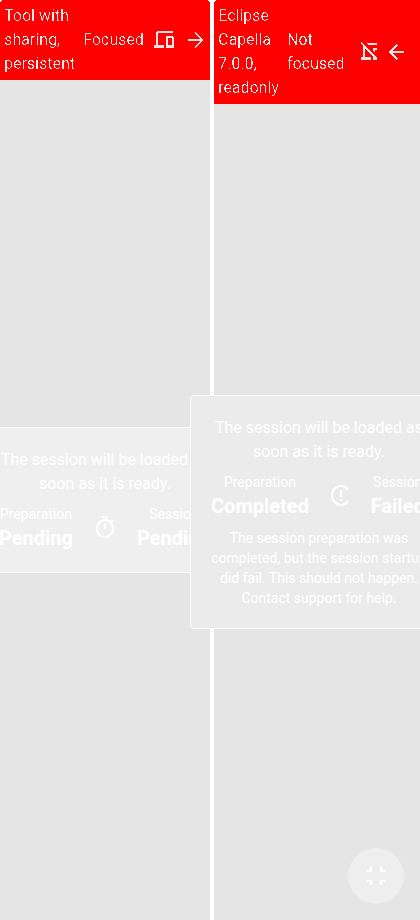 Tool with
sharing,
persistent
Focused
Eclipse
Capella
7.0.0,
readonly
Not
focused
The session will be loaded
soon as it is ready.
Preparation
Pending
The session will be loaded as
soon as it is ready.
Preparation
Completed
Session
Failed
The session preparation was
completed, but the session
did fail. This should not happen.
Contact support for help.